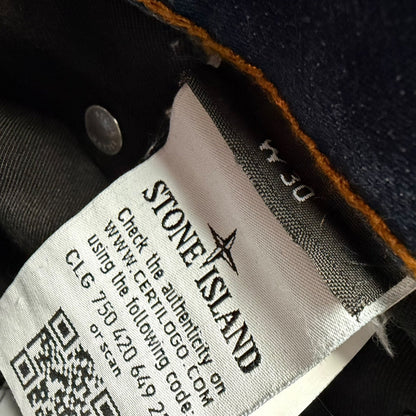 W 30
STONE ISLAND
Check the authenticity on
WWW.CERTILOGO.COM
using the following code
CLG 750 420 649 2
or scan